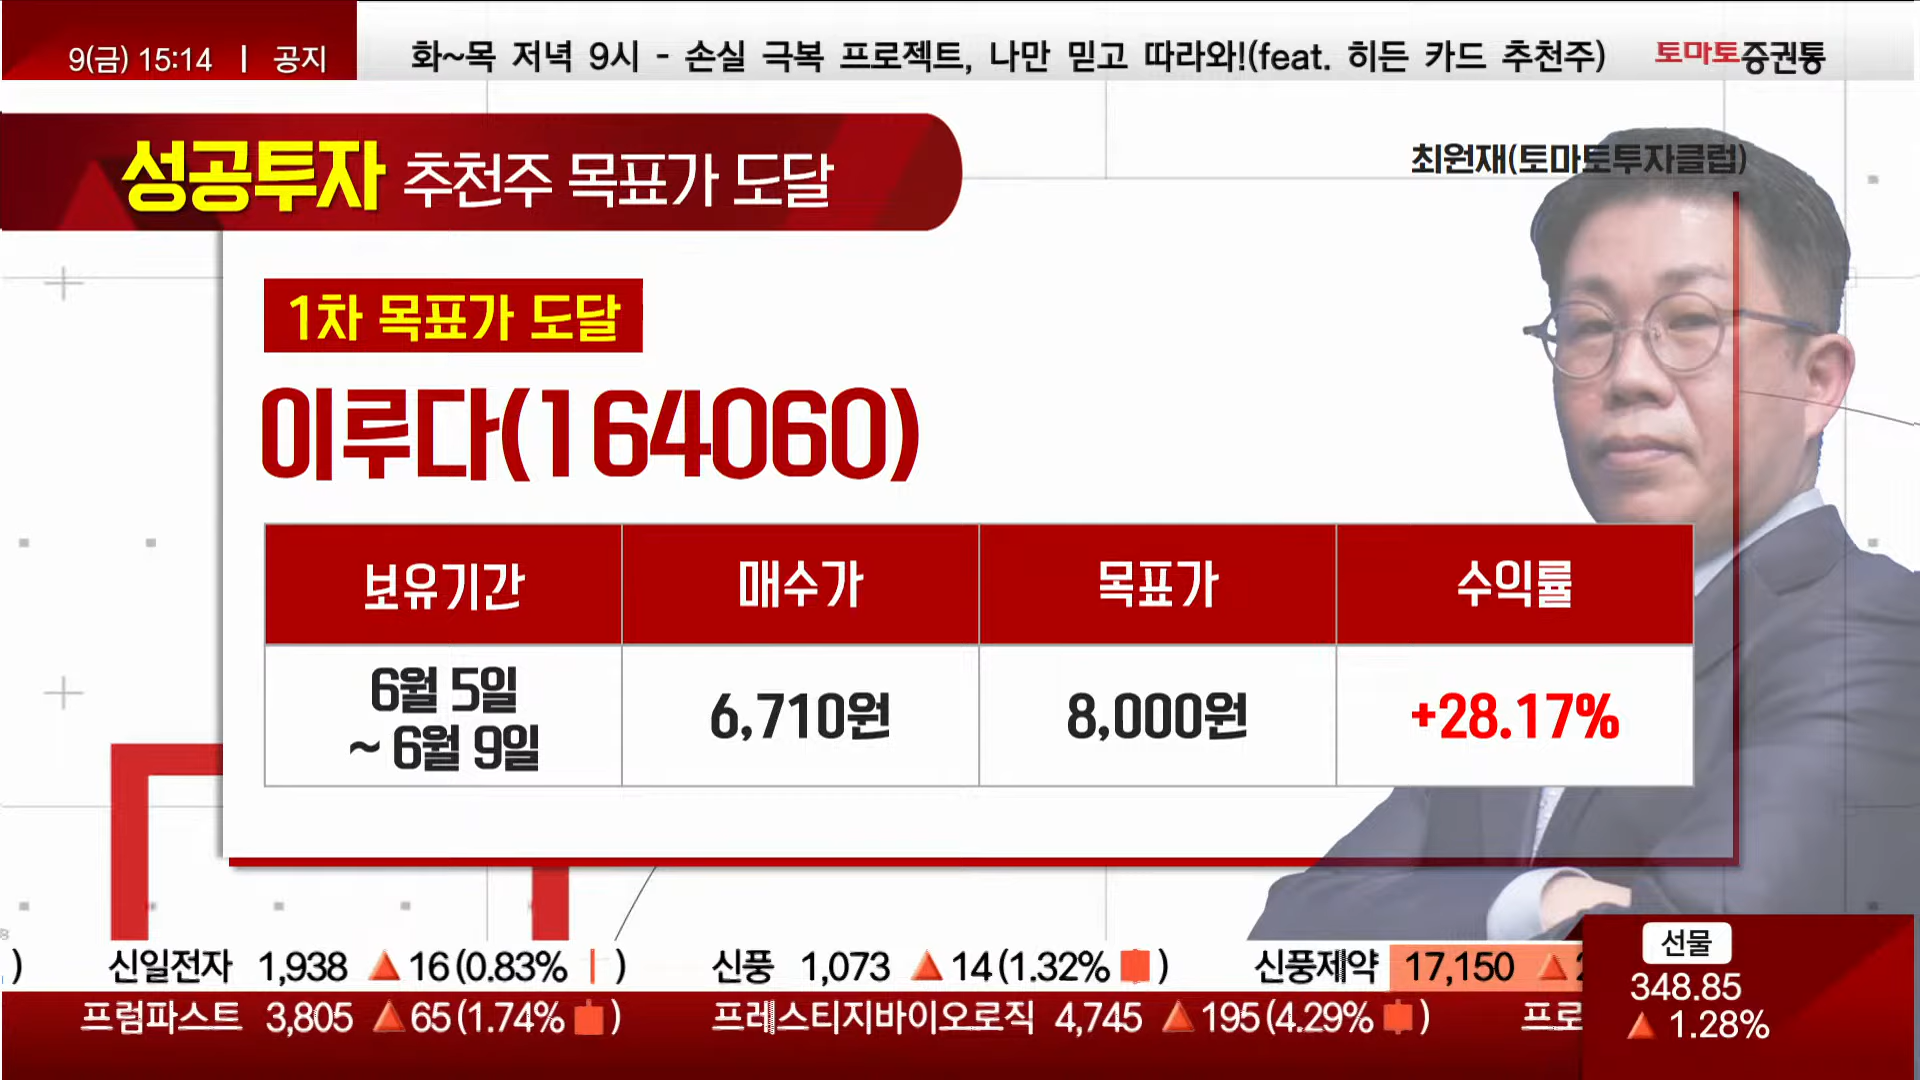 9(금) 15:14 | 공지
화~목 저녁 9시 - 손실 극복 프로젝트, 나만 믿고 따라와!(feat. 히든 카드 추천주)
토마토증권통
성공투자 추천주 목표가 도달
최원재(토마토투자클럽)
1차 목표가 도달
이루다(164060)
보유기간 매수가 목표가 수익률
6월 5일
~ 6월 9일
6,710원 8,000원 +28.17%
) 신일전자 1,938 ▲16(0.83% ) 신풍 1,073 ▲14(1.32% ) 신풍제약 17,150 ▲
프럼파스트 3,805 ▲65(1.74% ) 프레스티지바이오로직 4,745 ▲195(4.29% ) 프로
선물
348.85
▲ 1.28%